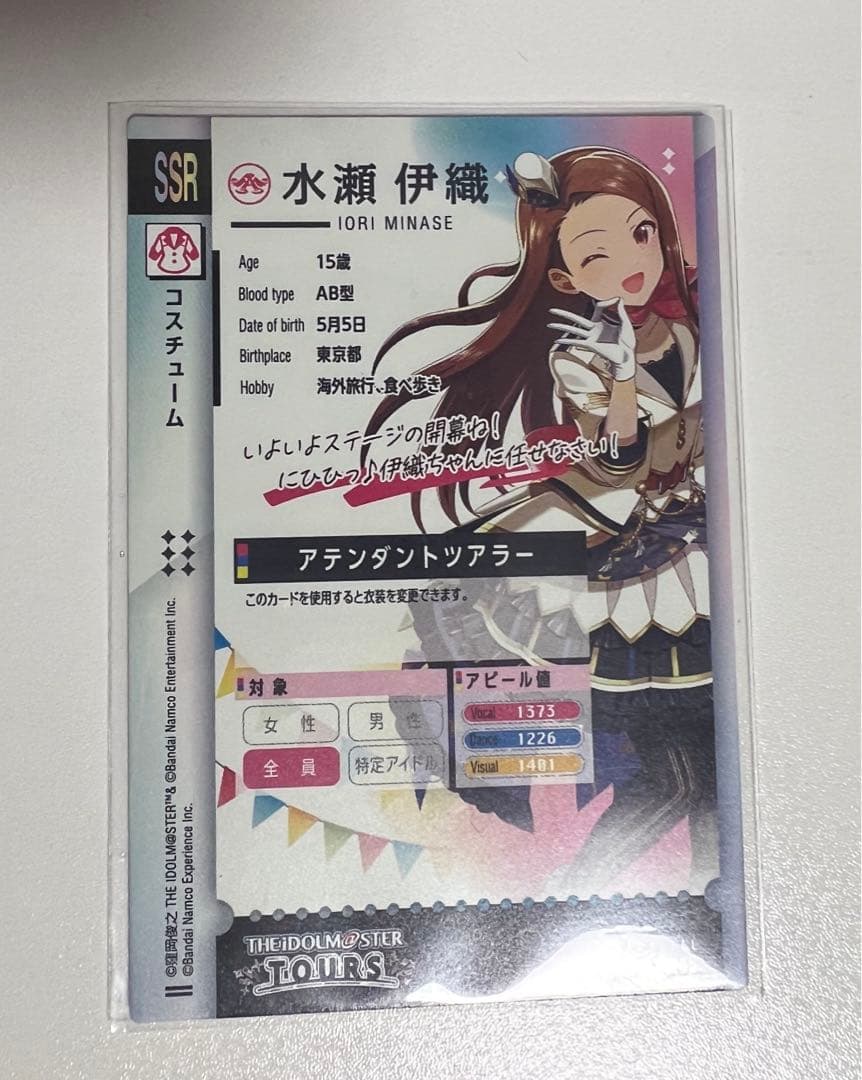 SSR
コスチューム
水瀬 伊織
IORI MINASE
Age 15歳
Blood type AB型
Date of birth 5月5日
Birthplace 東京都
Hobby 海外旅行、食べ歩き
いよいよステージの開幕ね！
にひひっ♪伊織ちゃんに任せなさい！
アテンダントツアラー
このカードを使用すると衣装を変更できます。
対象
女性 男性
全員 特定アイドル
アピール値
Vocal 1373
Dance 1226
Visual 1401
THE iDOLM@STER
TOURS
©窪岡俊之 THE IDOLM@STER™& ©Bandai Namco Entertainment Inc.
©Bandai Namco Experience Inc.